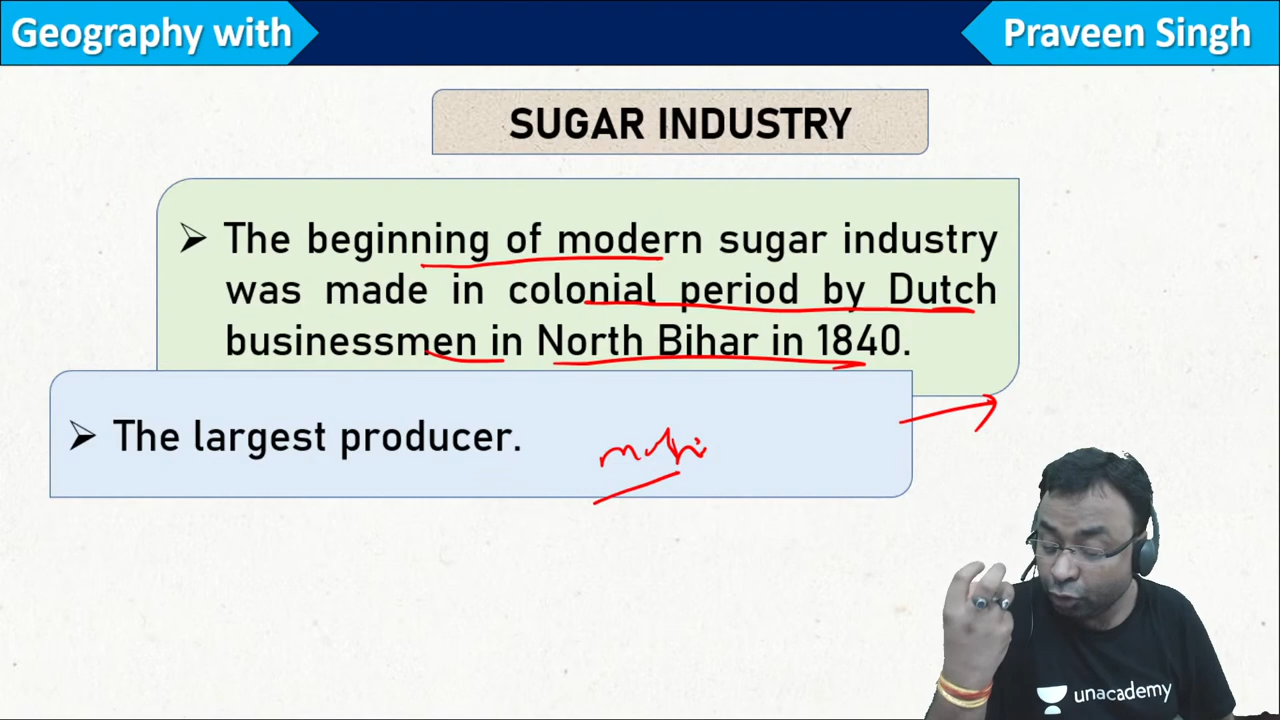 Geography with
Praveen Singh
SUGAR INDUSTRY
➢ The beginning of modern sugar industry
was made in colonial period by Dutch
businessmen in North Bihar in 1840.
➢ The largest producer.
unacademy